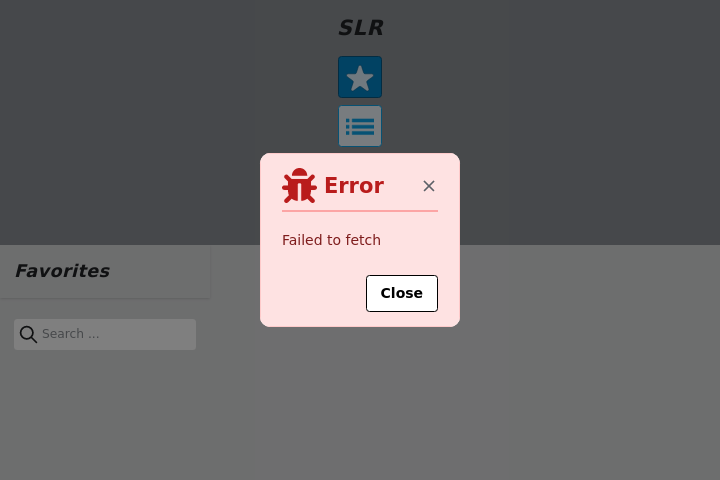 SLR
Error
Failed to fetch
Close
Favorites
Search ...